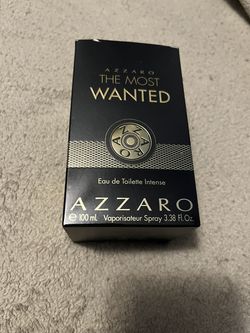 AZZARO
THE MOST
WANTED
Eau de Toilette Intense
AZZARO
℮ 100 mL Vaporisateur Spray 3.38 Fl.Oz.